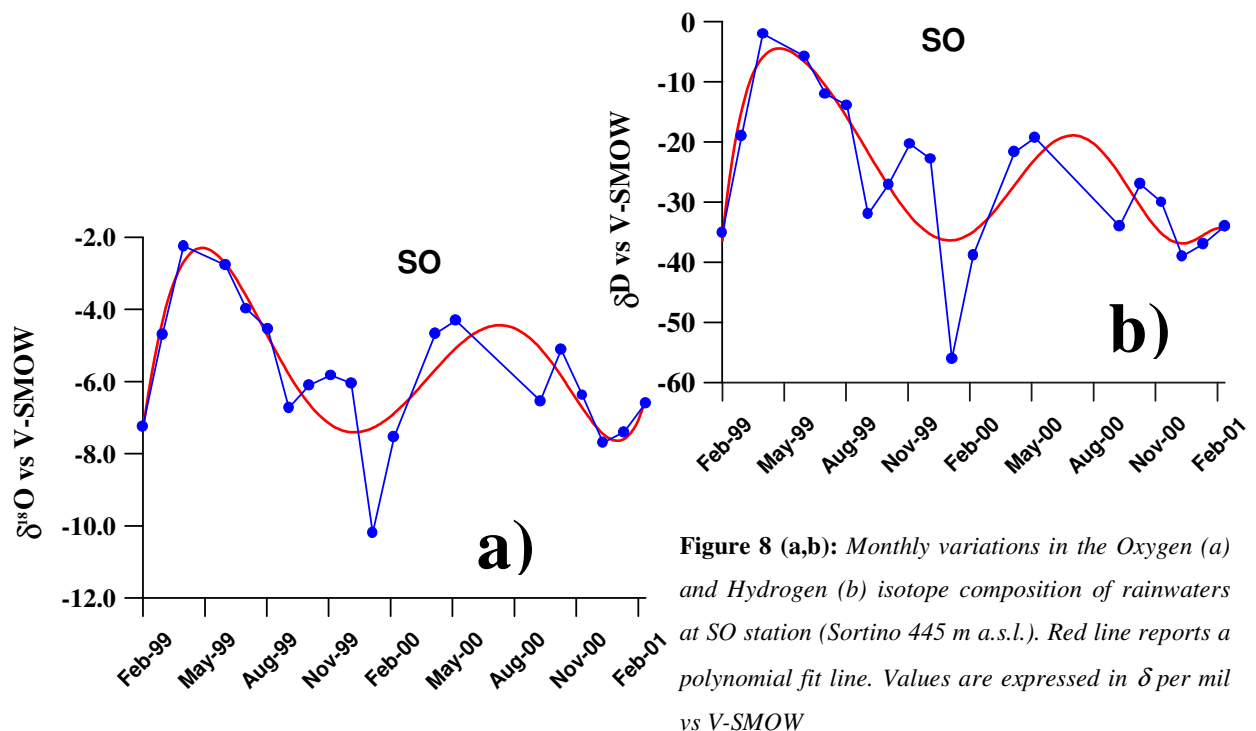 SO
-2.0
-4.0
-6.0
-8.0
-10.0
-12.0
δ¹⁸O vs V-SMOW
a)
Feb-99
May-99
Aug-99
Nov-99
Feb-00
May-00
Aug-00
Nov-00
Feb-01
SO
0
-10
-20
-30
-40
-50
-60
δD vs V-SMOW
b)
Feb-99
May-99
Aug-99
Nov-99
Feb-00
May-00
Aug-00
Nov-00
Feb-01
Figure 8 (a,b): Monthly variations in the Oxygen (a)
and Hydrogen (b) isotope composition of rainwaters
at SO station (Sortino 445 m a.s.l.). Red line reports a
polynomial fit line. Values are expressed in δ per mil
vs V-SMOW